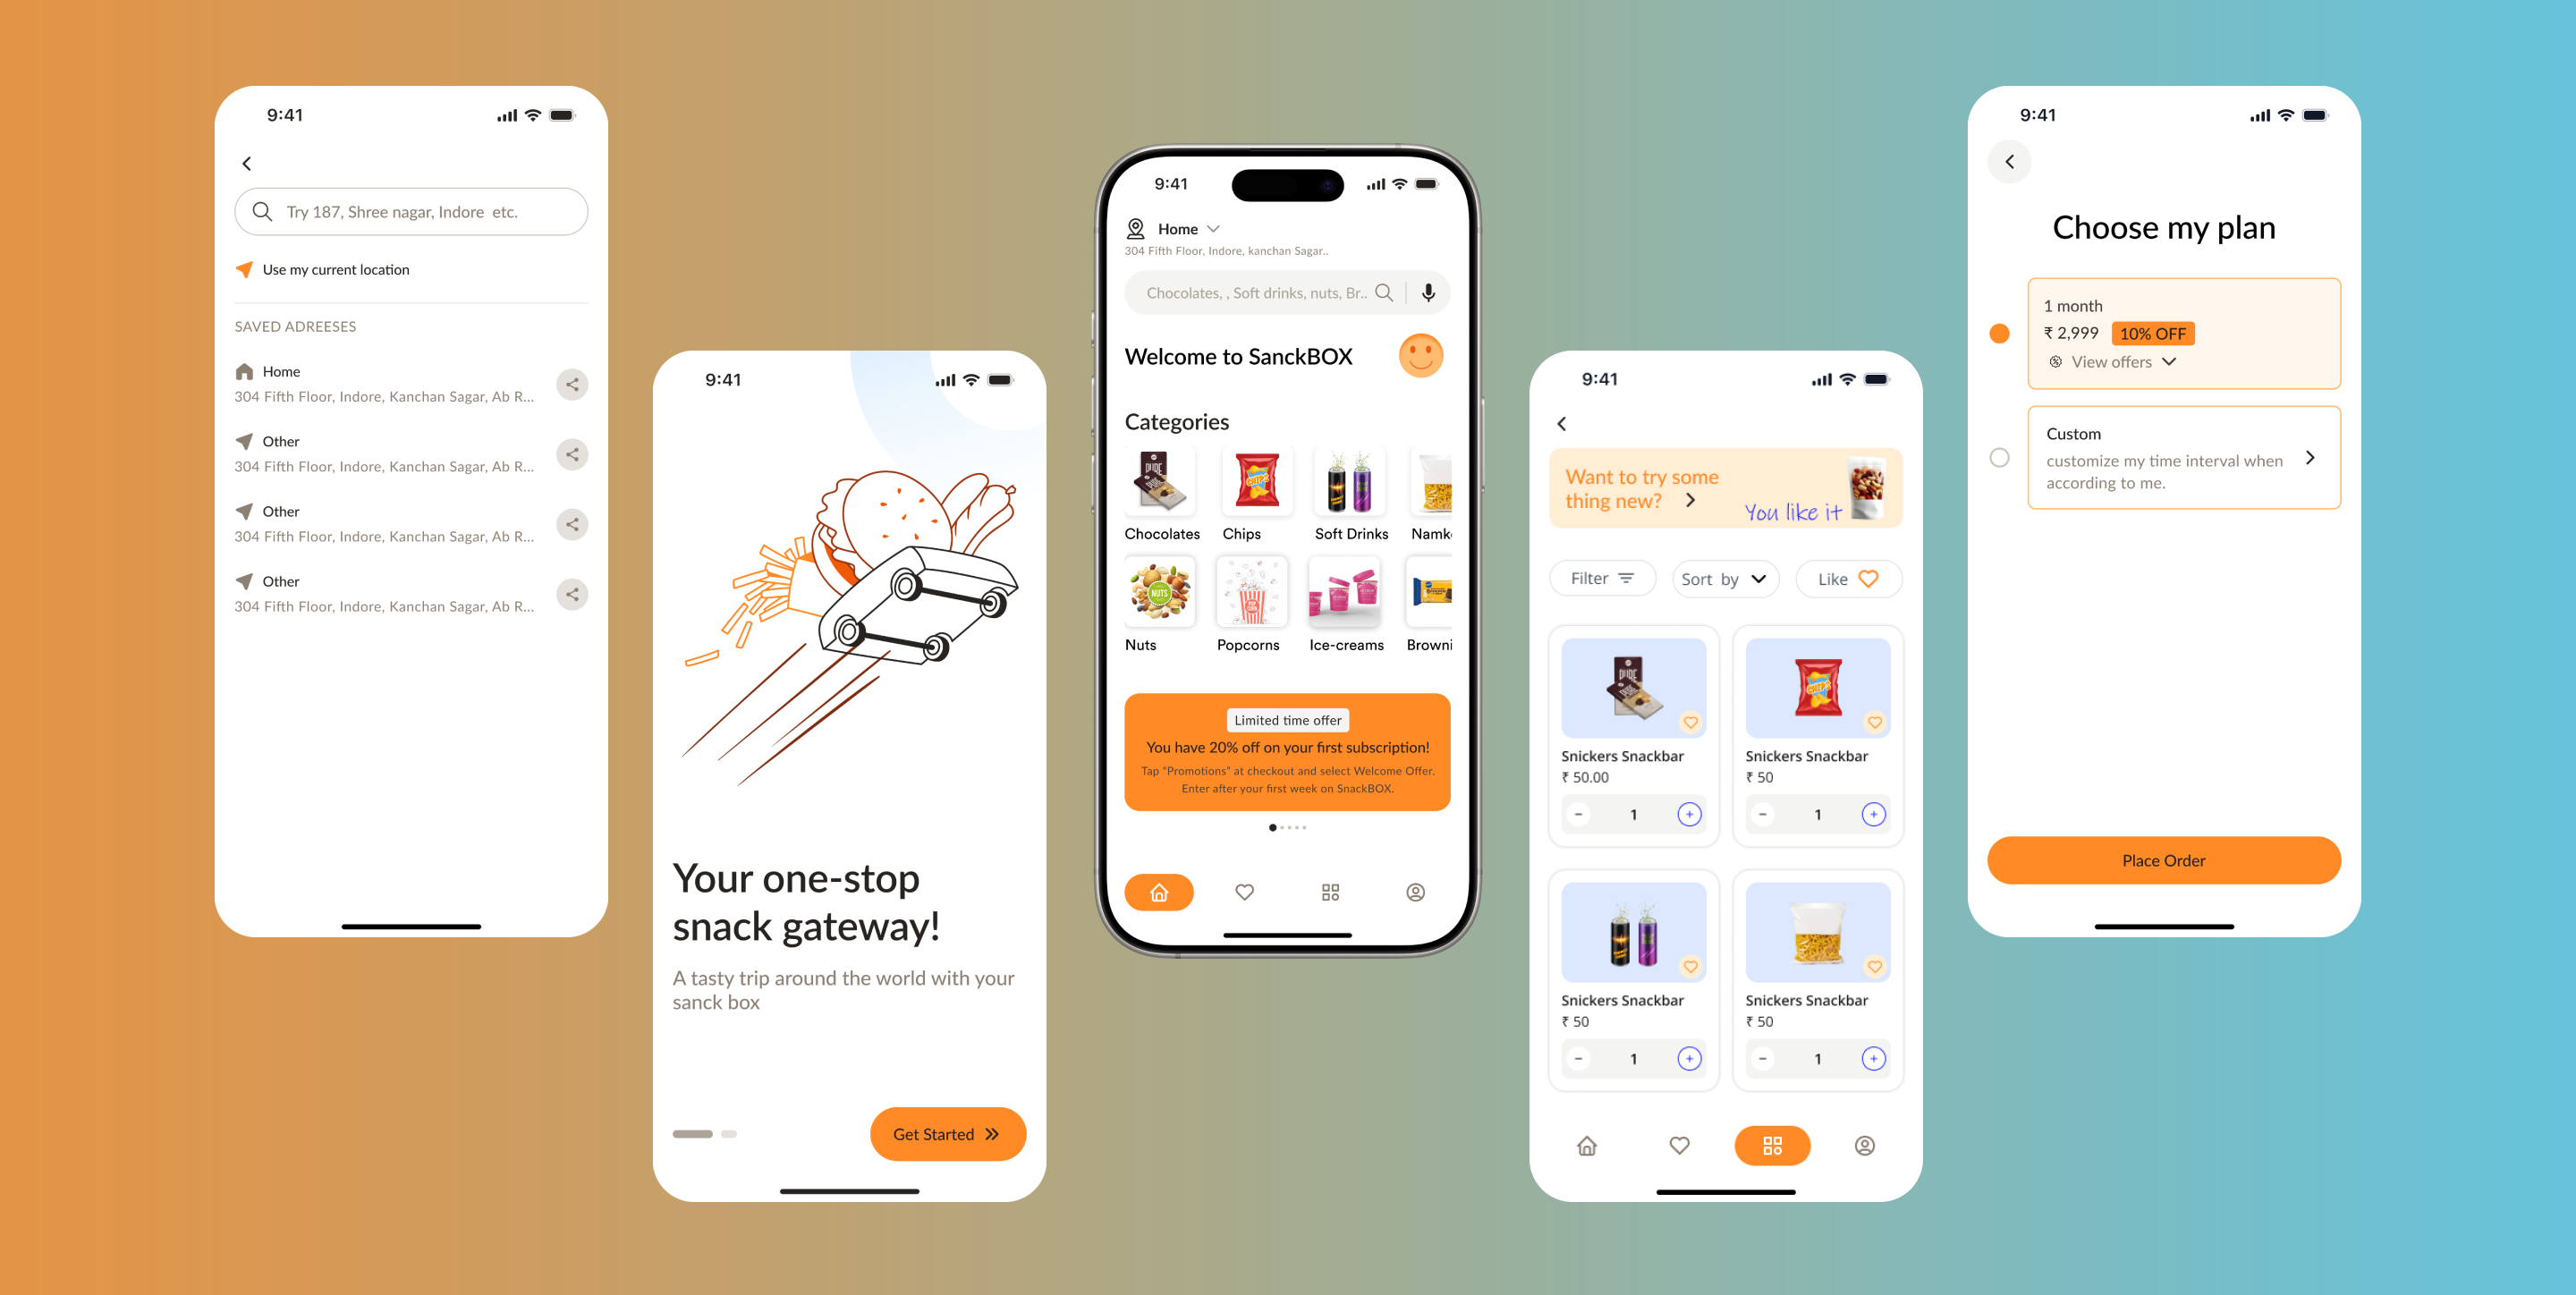 9:41
Try 187, Shree nagar, Indore etc.
Use my current location
SAVED ADREESES
Home
304 Fifth Floor, Indore, Kanchan Sagar, Ab R...
Other
304 Fifth Floor, Indore, Kanchan Sagar, Ab R...
Other
304 Fifth Floor, Indore, Kanchan Sagar, Ab R...
Other
304 Fifth Floor, Indore, Kanchan Sagar, Ab R...
9:41
Your one-stop
snack gateway!
A tasty trip around the world with your
sanck box
Get Started
9:41
Home
304 Fifth Floor, Indore, kanchan Sagar..
Chocolates, , Soft drinks, nuts, Br..
Welcome to SanckBOX
Categories
PURE
CHIPS
Chocolates
Chips
Soft Drinks
Namk
NUTS
Nuts
Popcorns
Ice-creams
Browni
Limited time offer
You have 20% off on your first subscription!
Tap “Promotions” at checkout and select Welcome Offer.
Enter after your first week on SnackBOX.
9:41
Want to try some
thing new?
You like it
Filter
Sort by
Like
PURE
CHIPS
Snickers Snackbar
₹ 50.00
1
Snickers Snackbar
₹ 50
1
Snickers Snackbar
₹ 50
1
Snickers Snackbar
₹ 50
1
9:41
Choose my plan
1 month
₹ 2,999
10% OFF
View offers
Custom
customize my time interval when
according to me.
Place Order